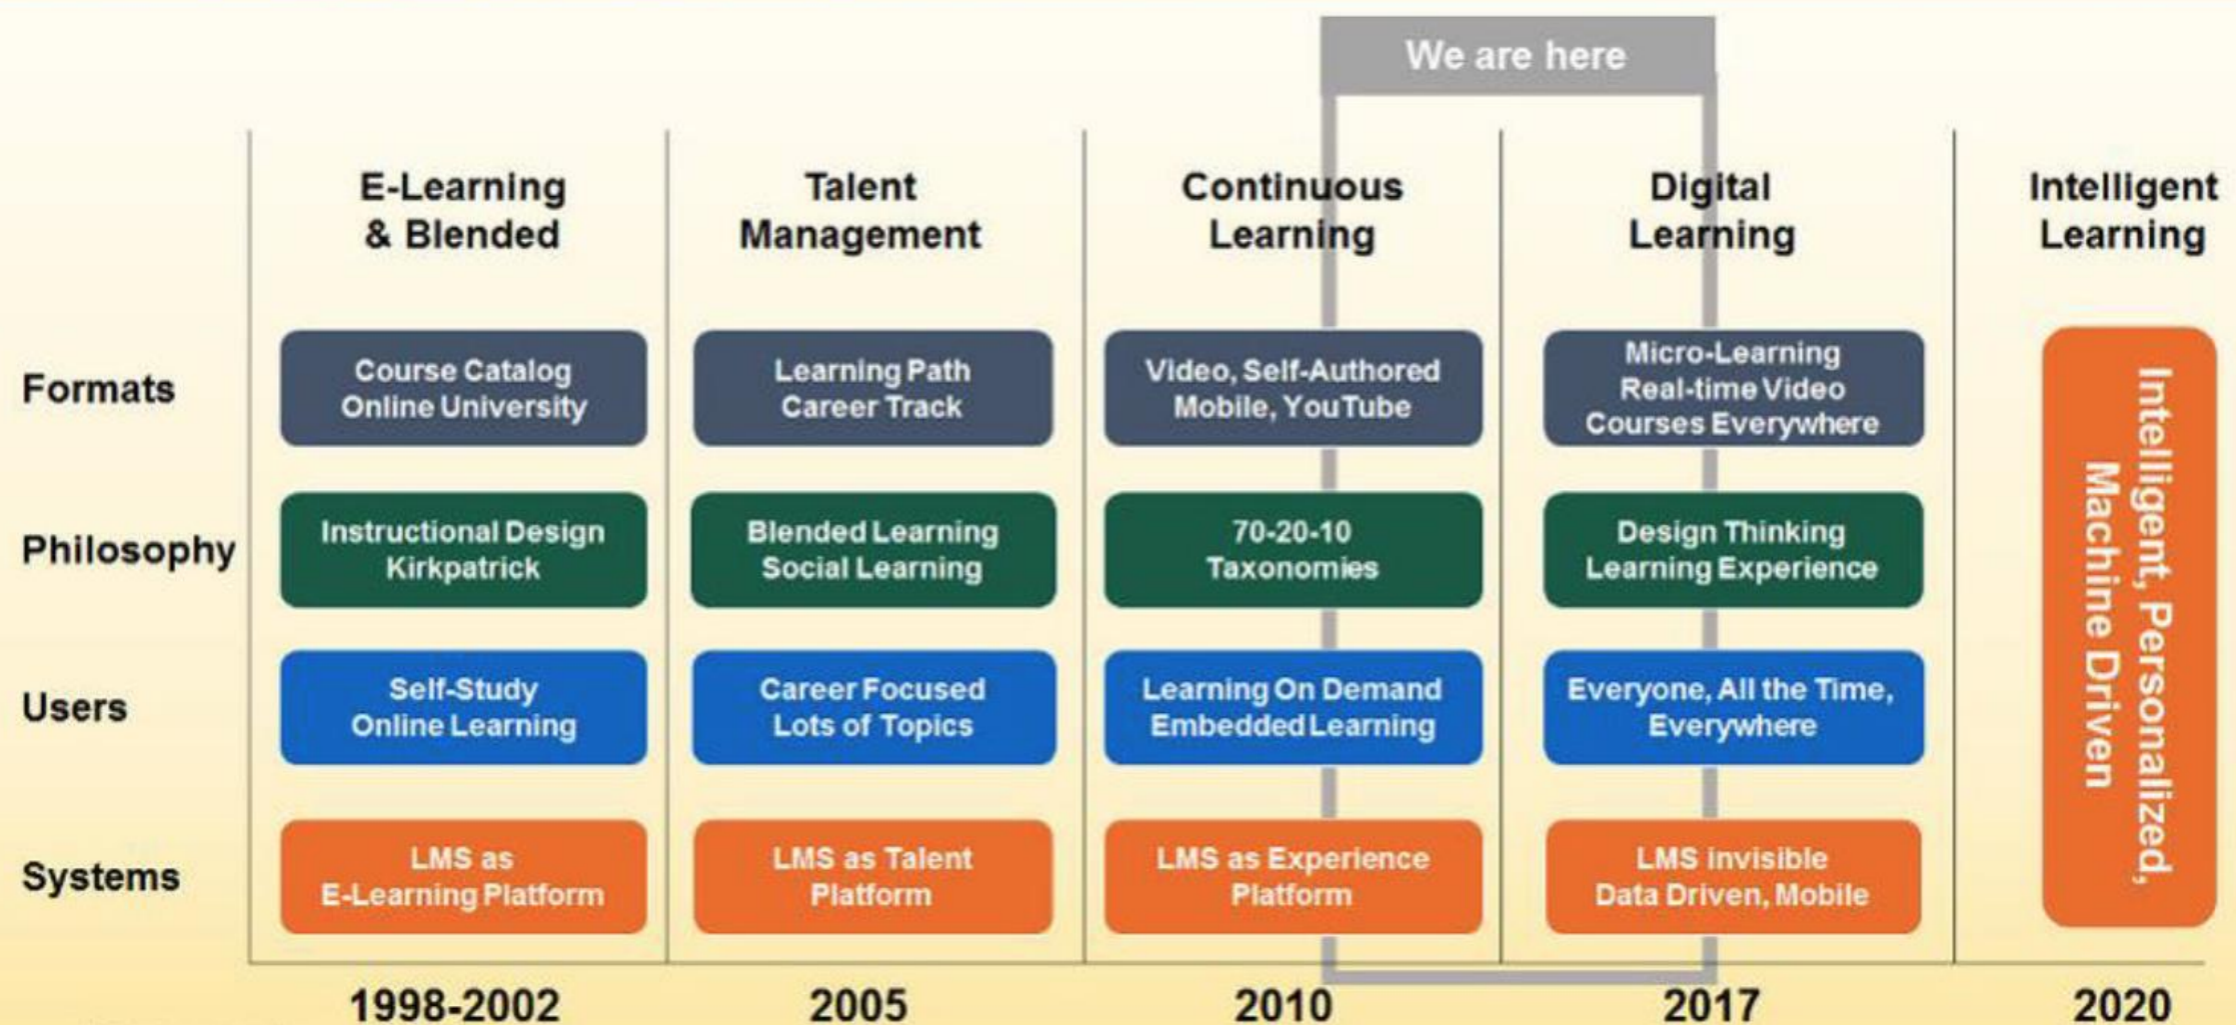 We are here
E-Learning
& Blended
Talent
Management
Continuous
Learning
Digital
Learning
Intelligent
Learning
Formats
Course Catalog
Online University
Learning Path
Career Track
Video, Self-Authored
Mobile, YouTube
Micro-Learning
Real-time Video
Courses Everywhere
Philosophy
Instructional Design
Kirkpatrick
Blended Learning
Social Learning
70-20-10
Taxonomies
Design Thinking
Learning Experience
Users
Self-Study
Online Learning
Career Focused
Lots of Topics
Learning On Demand
Embedded Learning
Everyone, All the Time,
Everywhere
Systems
LMS as
E-Learning Platform
LMS as Talent
Platform
LMS as Experience
Platform
LMS invisible
Data Driven, Mobile
Intelligent, Personalized,
Machine Driven
1998-2002
2005
2010
2017
2020